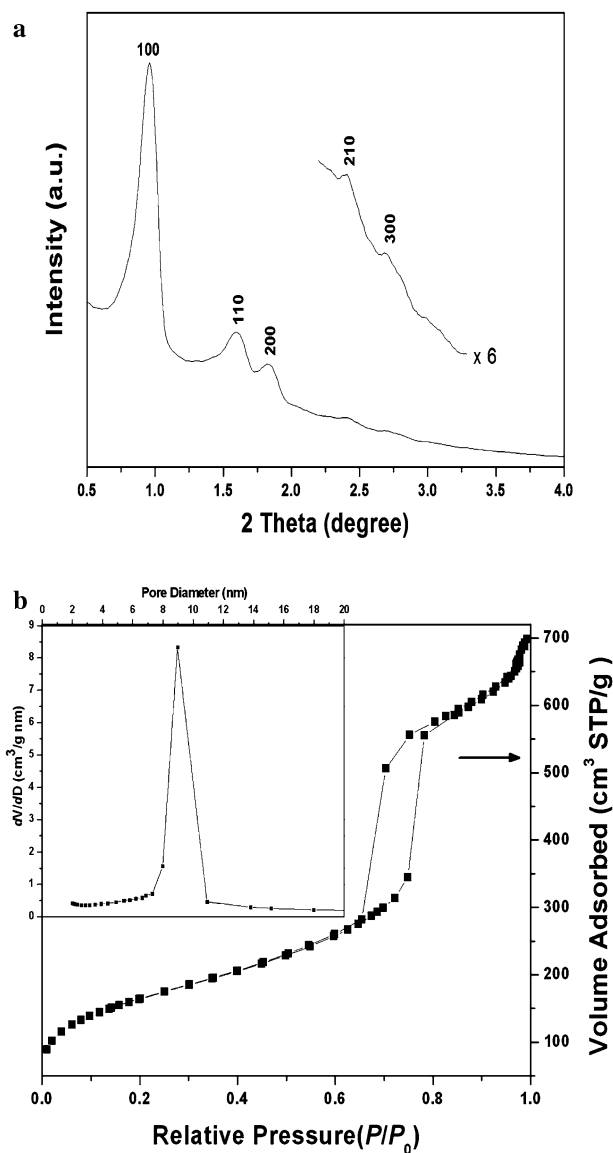 a
100
110
200
210
300
x 6
Intensity (a.u.)
0.5 1.0 1.5 2.0 2.5 3.0 3.5 4.0
2 Theta (degree)
b
Pore Diameter (nm)
0 2 4 6 8 10 12 14 16 18 20
9
8
7
6
5
4
3
2
1
0
dV/dD (cm³/g nm)
700
600
500
400
300
200
100
Volume Adsorbed (cm³ STP/g)
0.0 0.2 0.4 0.6 0.8 1.0
Relative Pressure(P/P₀)